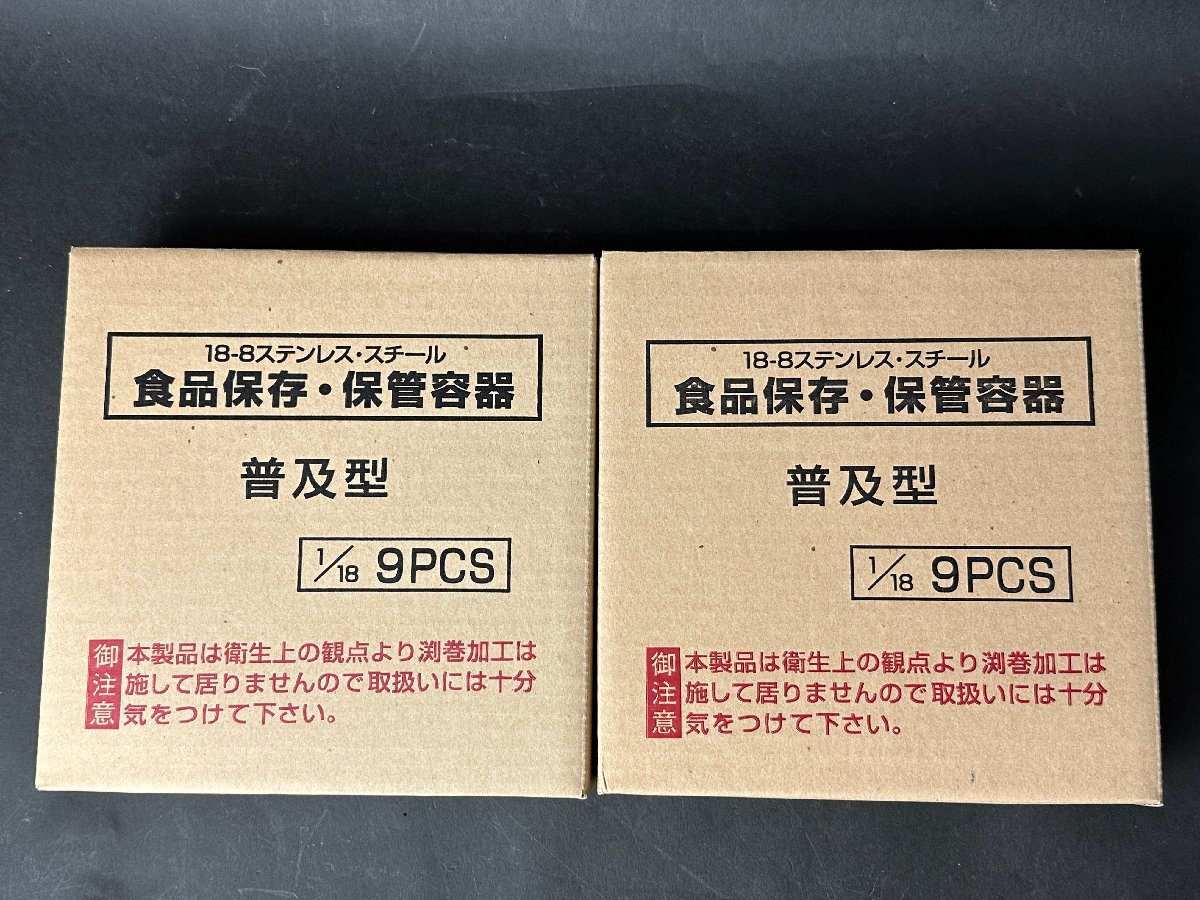 18-8ステンレス・スチール
食品保存・保管容器
普及型
1/18 9PCS
御注意
本製品は衛生上の観点より渕巻加工は
施して居りませんので取扱いには十分
気をつけて下さい。
18-8ステンレス・スチール
食品保存・保管容器
普及型
1/18 9PCS
御注意
本製品は衛生上の観点より渕巻加工は
施して居りませんので取扱いには十分
気をつけて下さい。